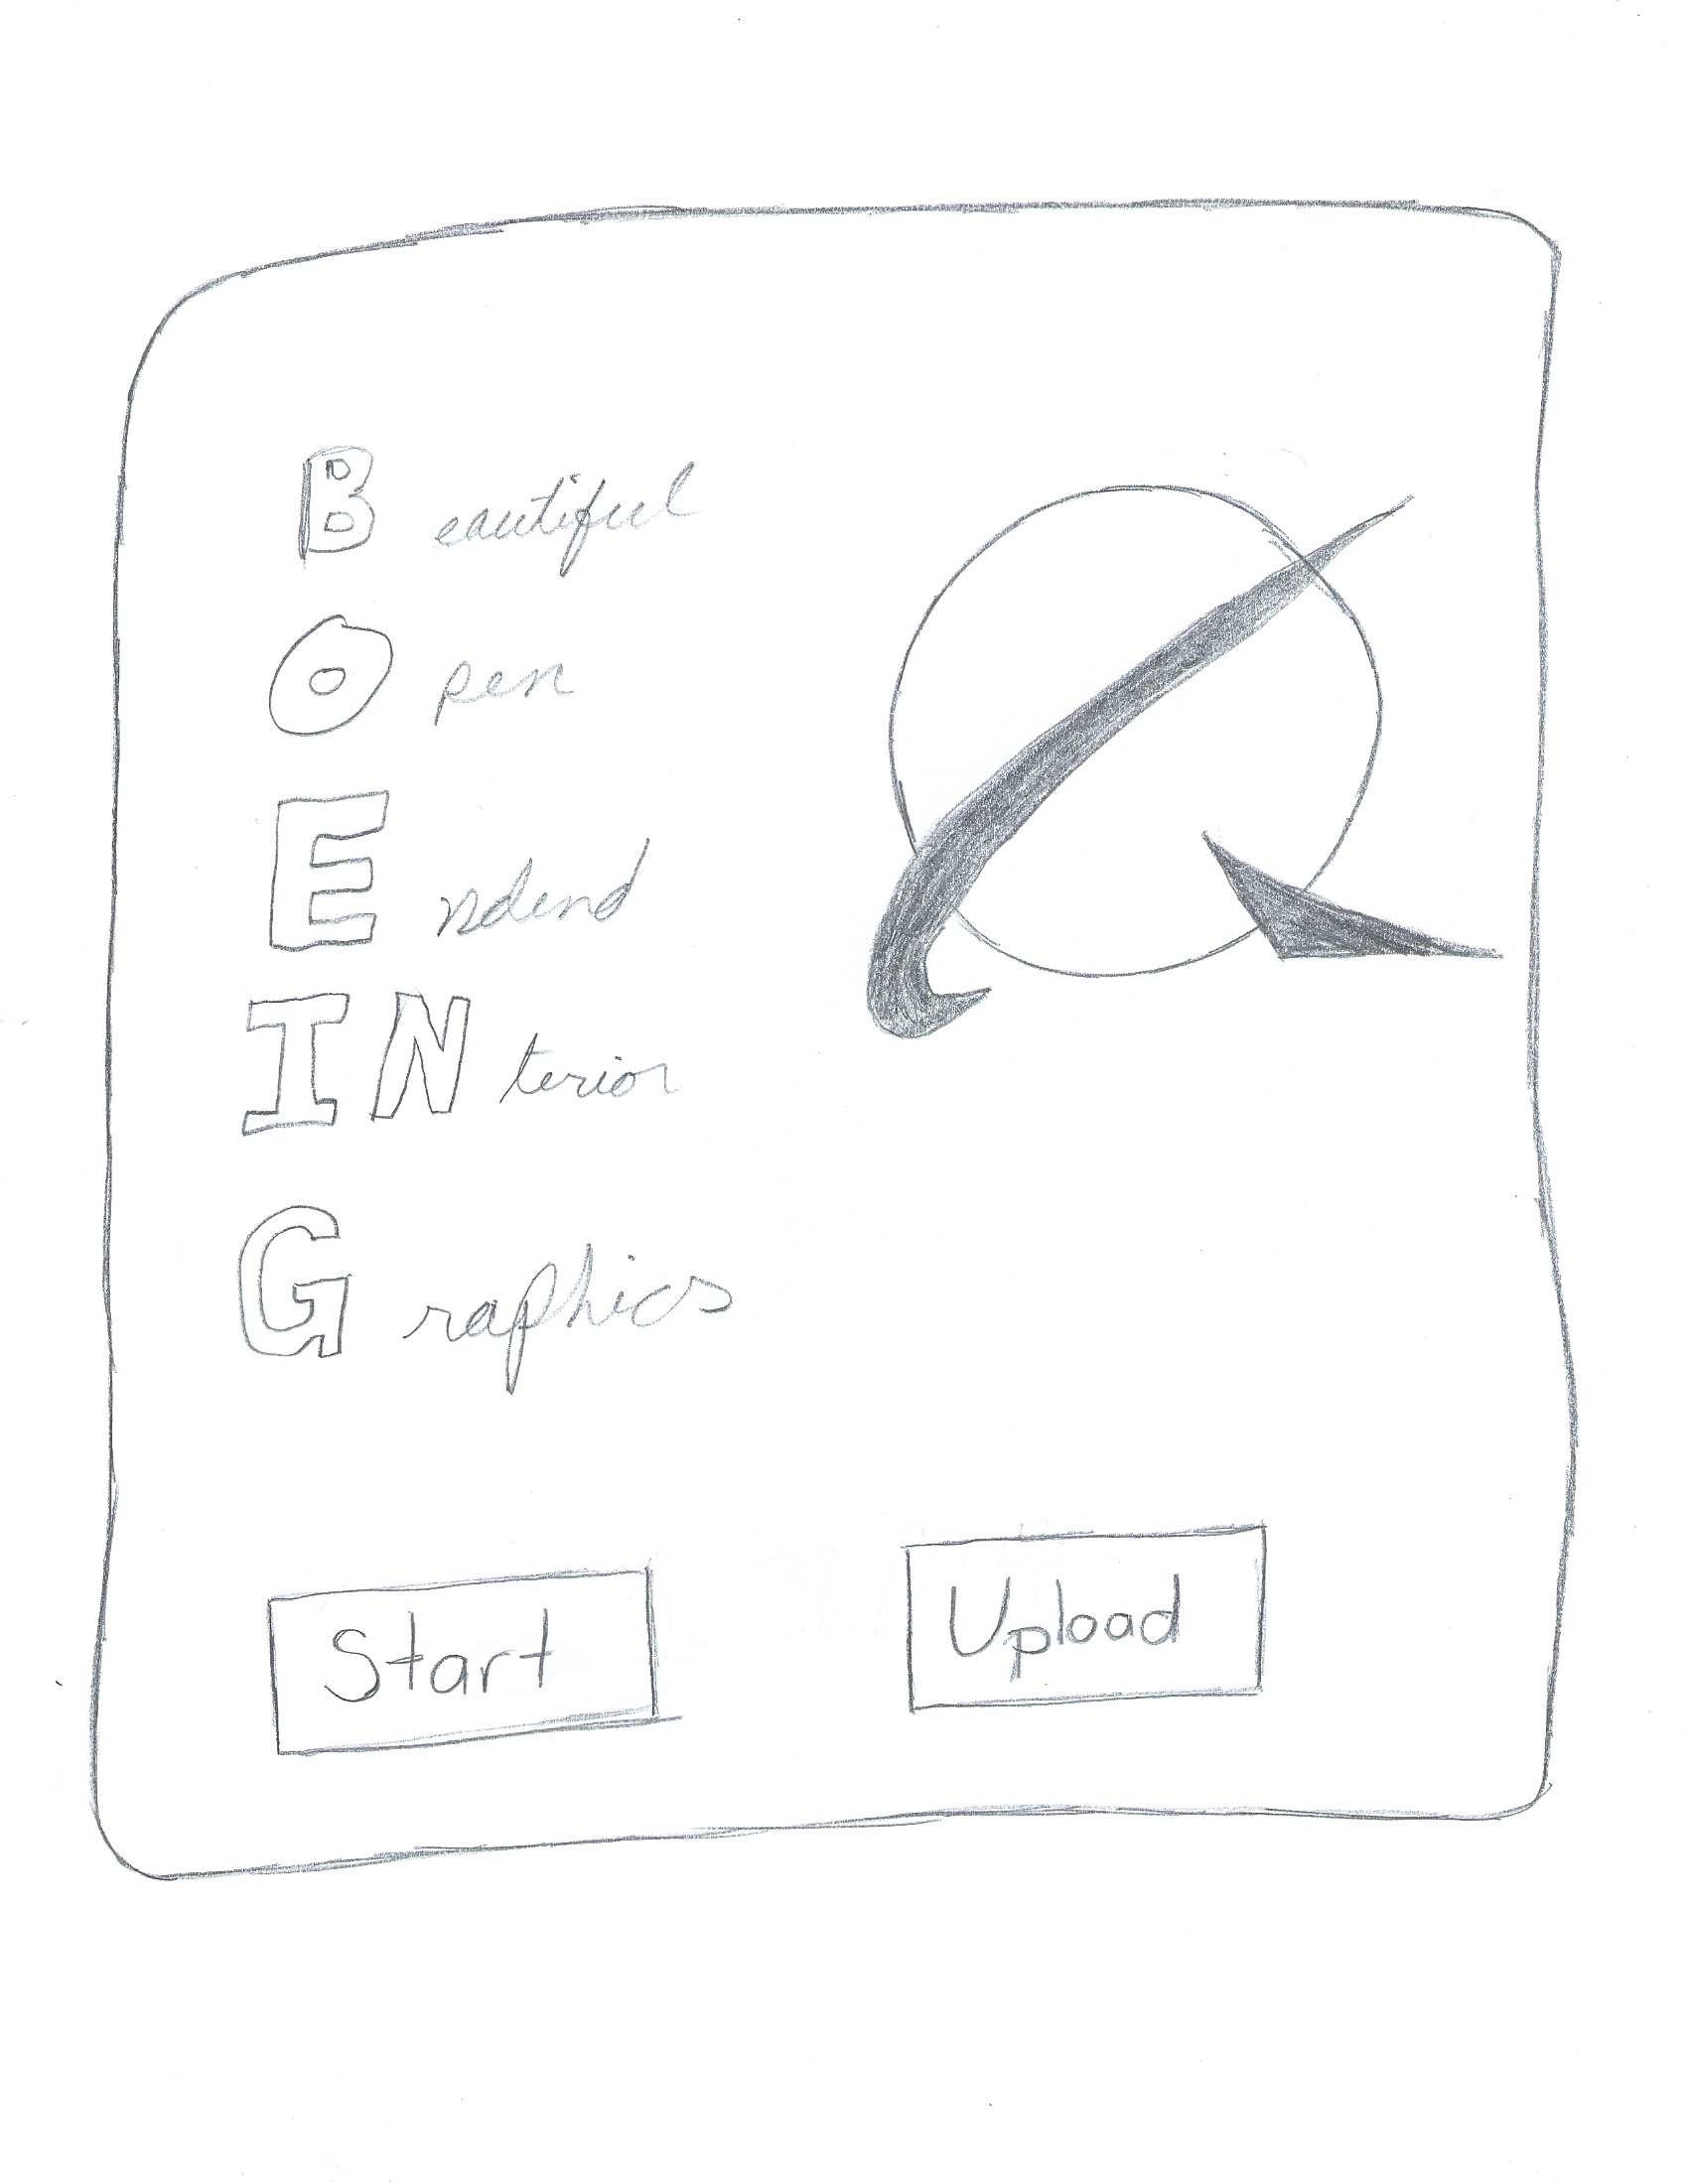 Beautiful
Open
Endend
INterior
Graphics
Start
Upload